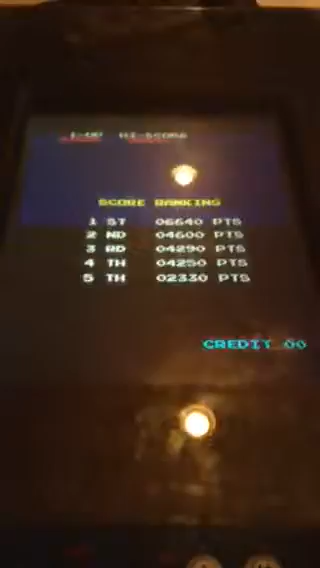 1-UP HI-SCORE
SCORE RANKING
1 ST 06640 PTS
2 ND 04600 PTS
3 RD 04290 PTS
4 TH 04250 PTS
5 TH 02330 PTS
CREDIT 00